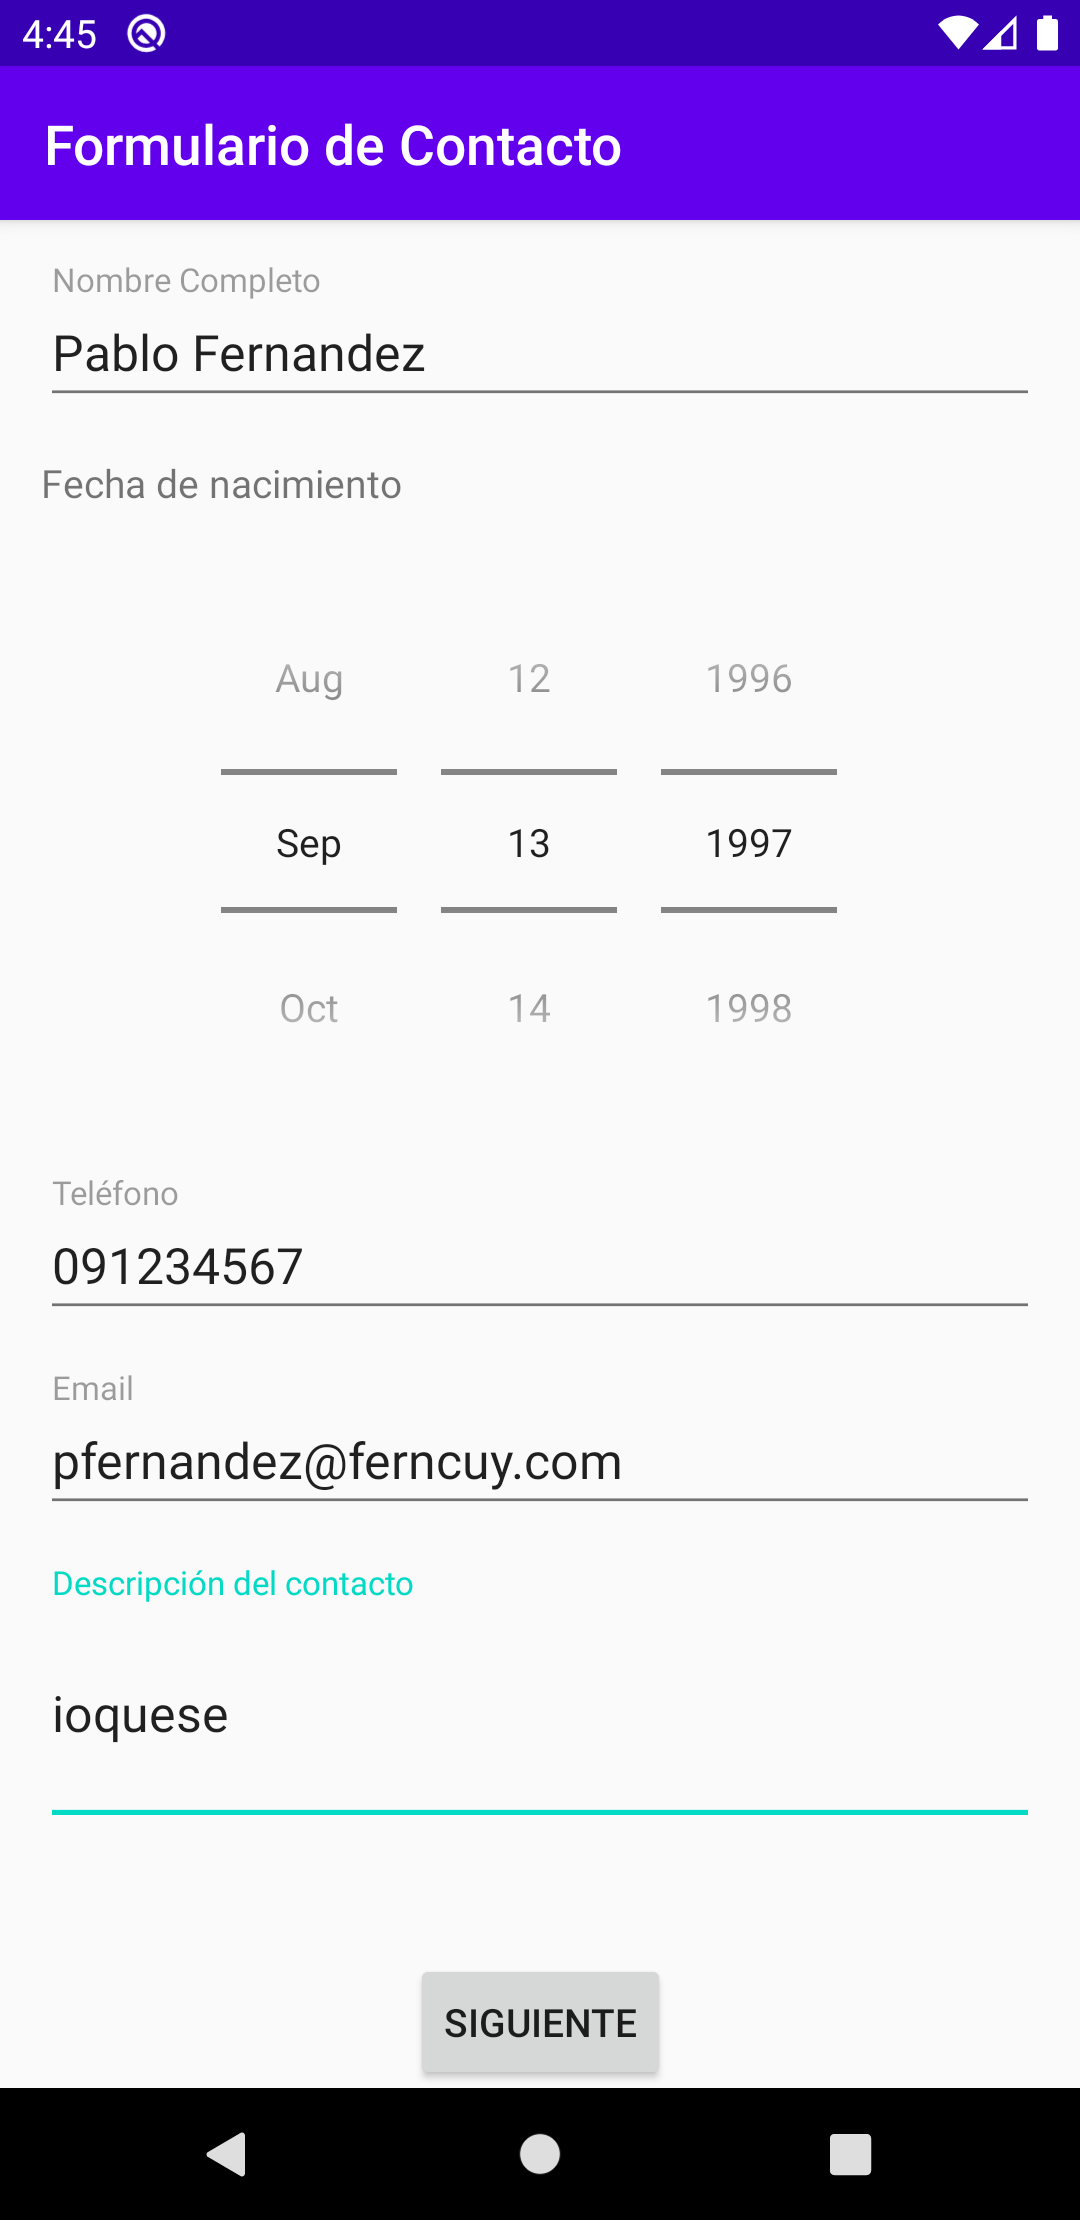 4:45
Formulario de Contacto
Nombre Completo
Pablo Fernandez
Fecha de nacimiento
Aug 12 1996
Sep 13 1997
Oct 14 1998
Teléfono
091234567
Email
pfernandez@ferncuy.com
Descripción del contacto
ioquese
SIGUIENTE